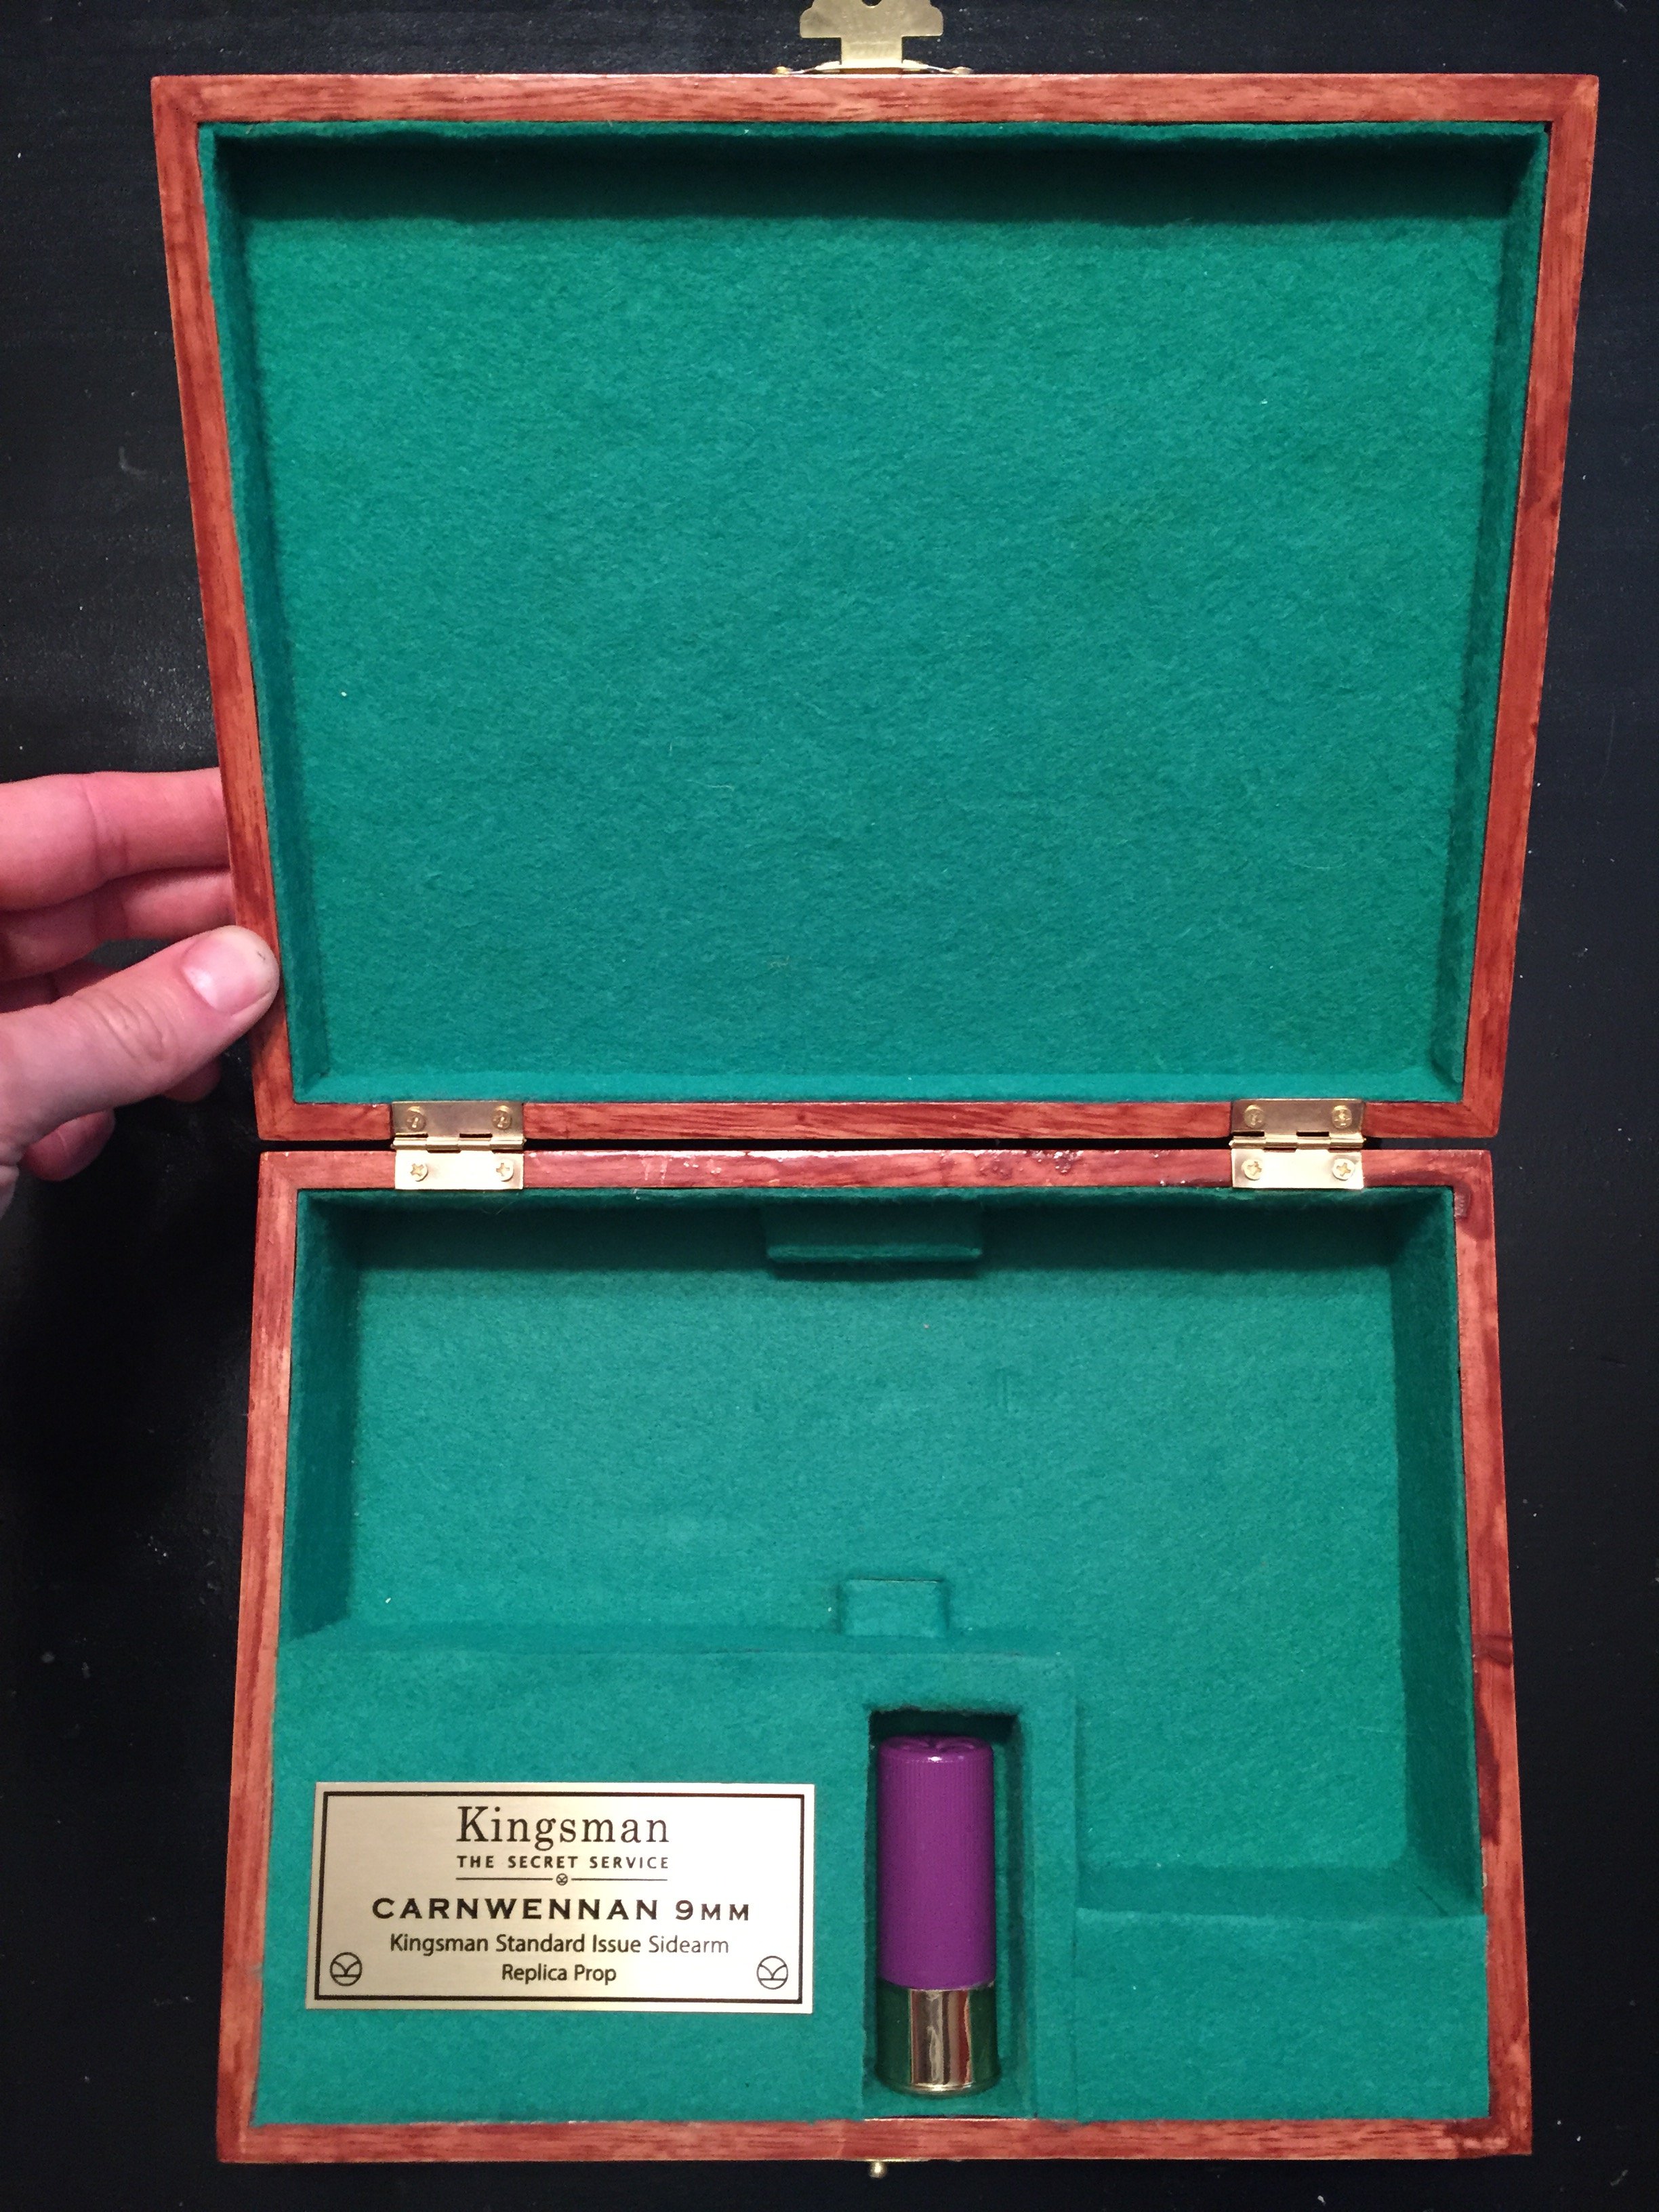 Kingsman
THE SECRET SERVICE
CARNWENNAN 9MM
Kingsman Standard Issue Sidearm
Replica Prop